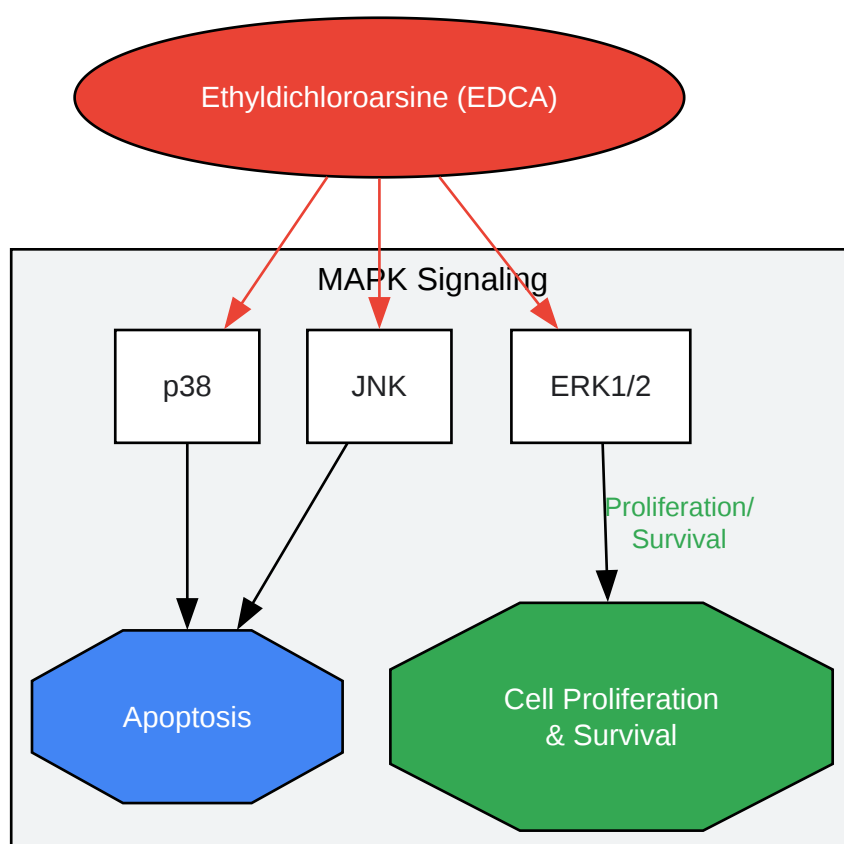 Ethyldichloroarsine (EDCA)
MAPK Signaling
p38
JNK
ERK1/2
Proliferation/
Survival
Apoptosis
Cell Proliferation
& Survival